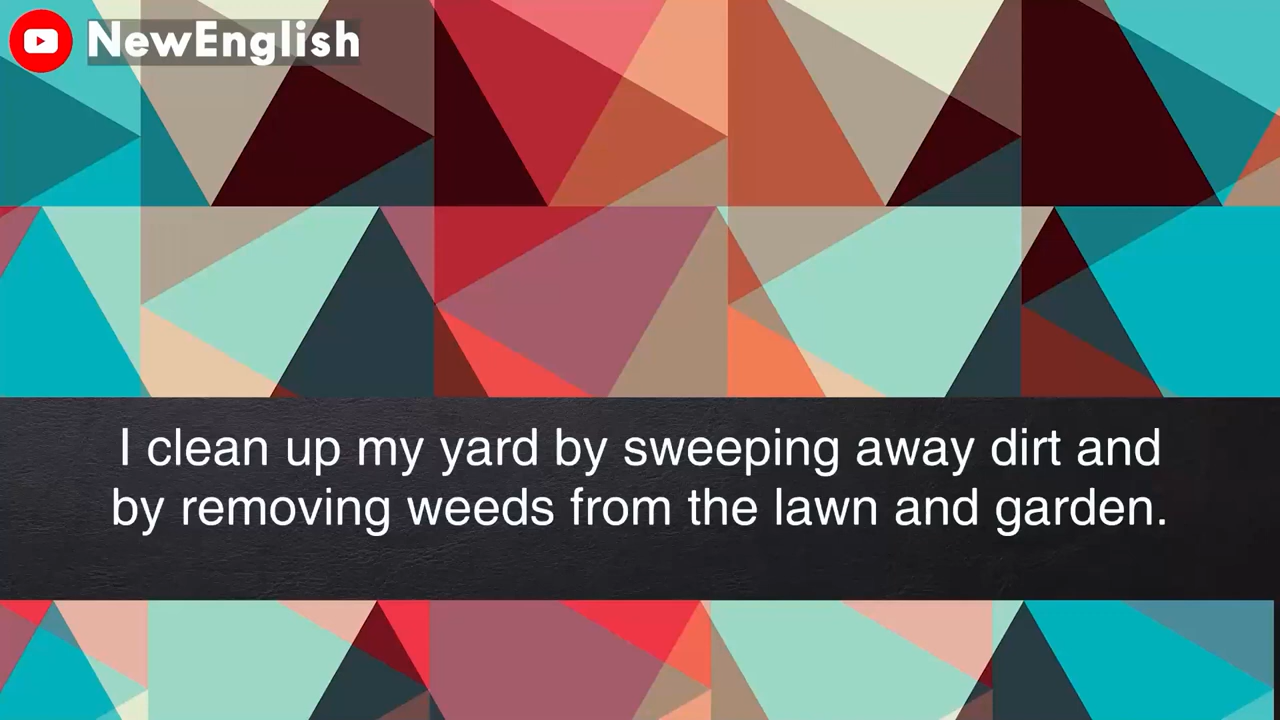 NewEnglish
I clean up my yard by sweeping away dirt and
by removing weeds from the lawn and garden.